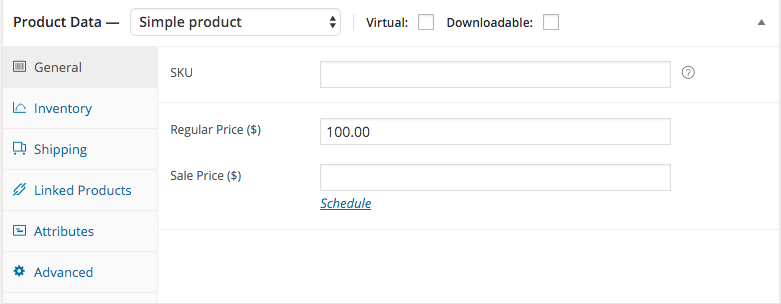 Product Data — Simple product Virtual: Downloadable:
General
Inventory
Shipping
Linked Products
Attributes
Advanced
SKU
Regular Price ($) 100.00
Sale Price ($)
Schedule